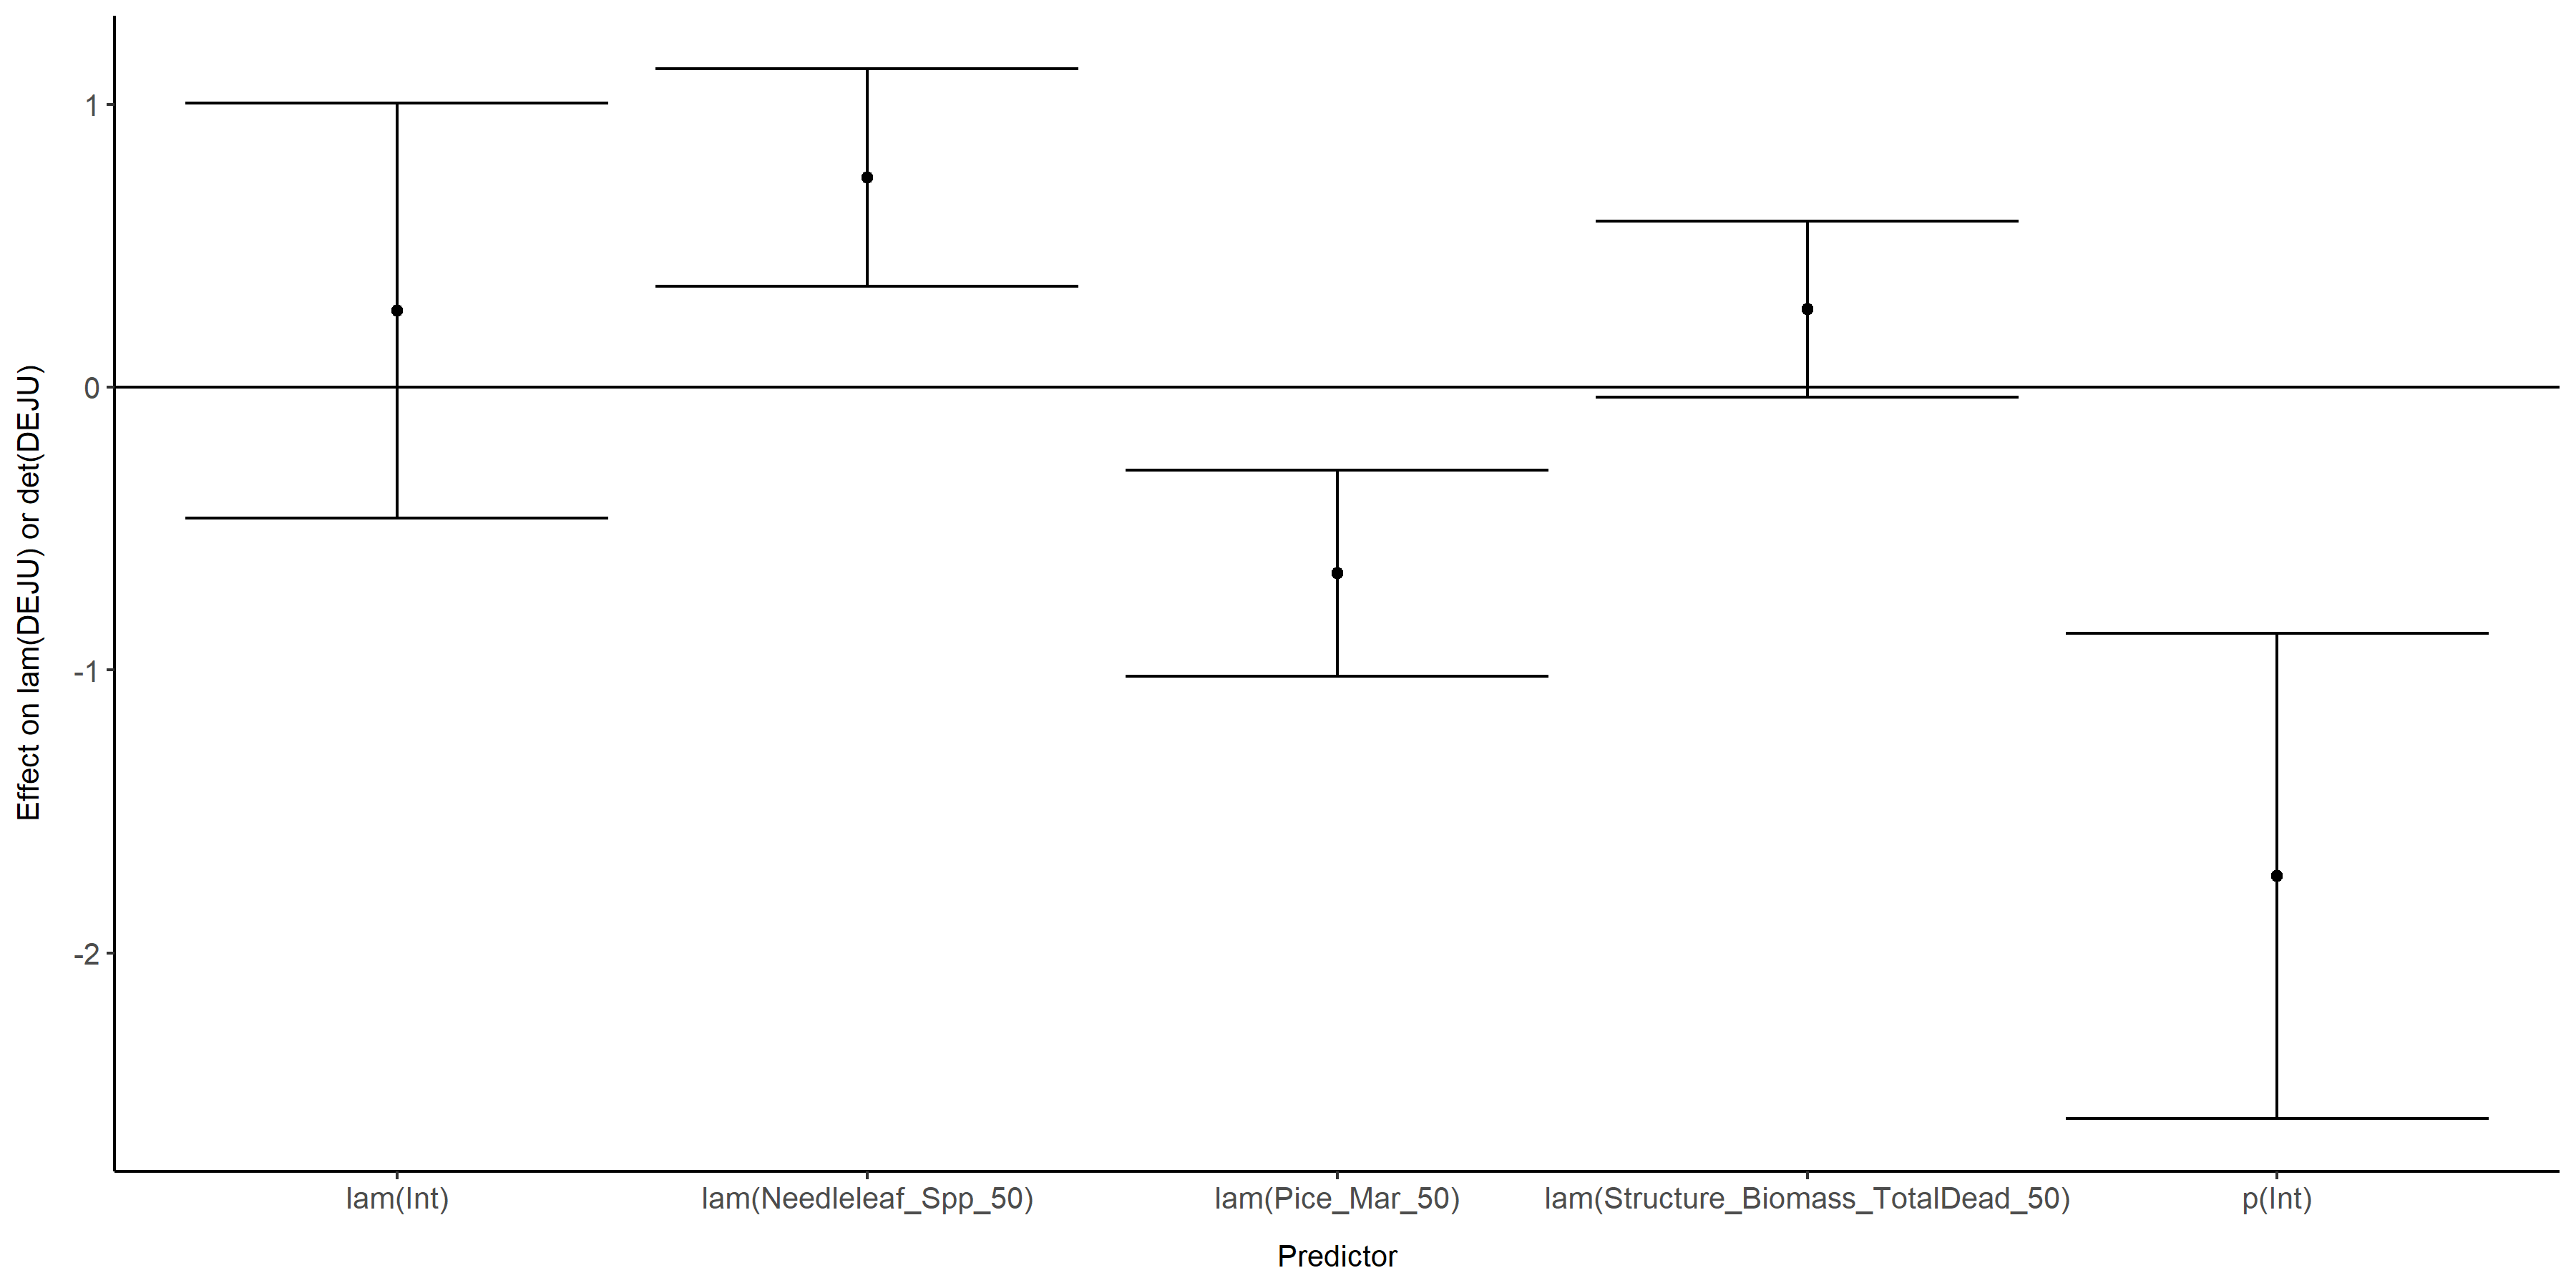 Effect on lam(DEJU) or det(DEJU)
1
0
-1
-2
lam(Int)
lam(Needleleaf_Spp_50)
lam(Pice_Mar_50)
lam(Structure_Biomass_TotalDead_50)
p(Int)
Predictor